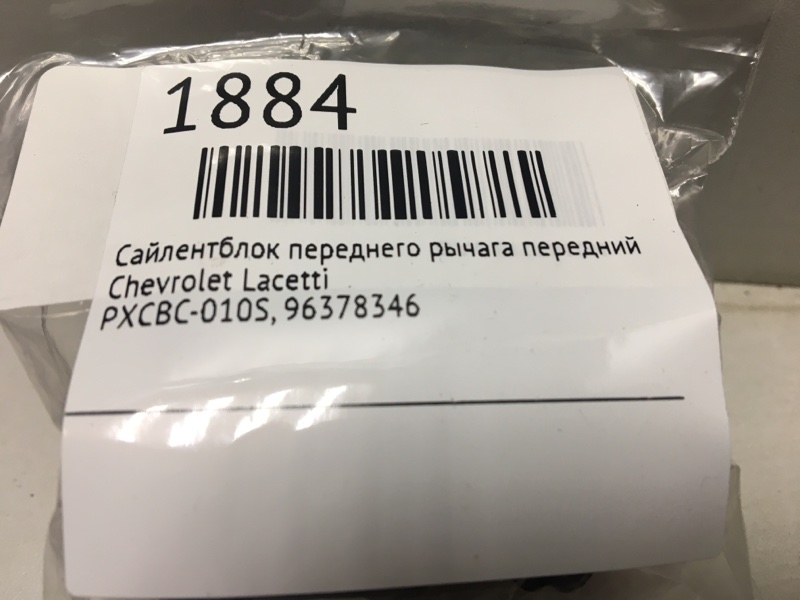 1884
Сайлентблок переднего рычага передний
Chevrolet Lacetti
PXCBC-010S, 96378346